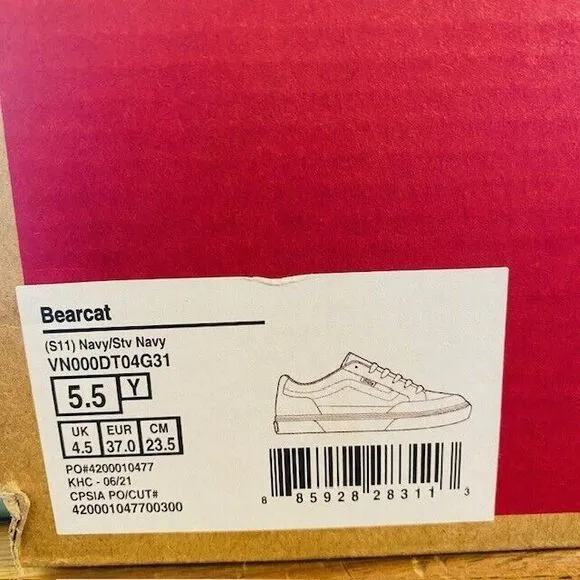 Bearcat
(S11) Navy/Stv Navy
VN000DT04G31
5.5 Y
UK EUR CM
4.5 37.0 23.5
PO#4200010477
KHC - 06/21
CPSIA PO/CUT#
420001047700300
8 85928 28311 3